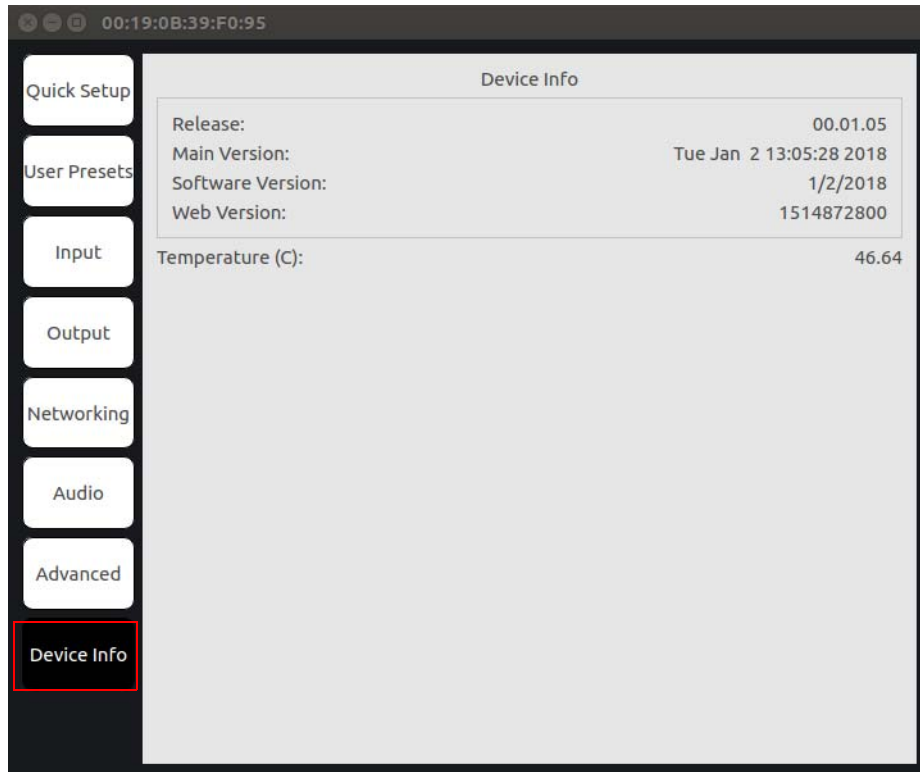 00:19:0B:39:F0:95
Quick Setup
User Presets
Input
Output
Networking
Audio
Advanced
Device Info
Device Info
Release: 00.01.05
Main Version: Tue Jan  2 13:05:28 2018
Software Version: 1/2/2018
Web Version: 1514872800
Temperature (C): 46.64